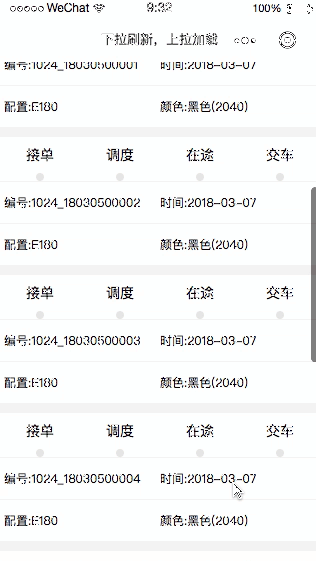 WeChat 9:32 100%
下拉刷新，上拉加载
编号:1024_18030500001 时间:2018-03-07
配置:E180 颜色:黑色(2040)
接单 调度 在途 交车
编号:1024_18030500002 时间:2018-03-07
配置:E180 颜色:黑色(2040)
接单 调度 在途 交车
编号:1024_18030500003 时间:2018-03-07
配置:E180 颜色:黑色(2040)
接单 调度 在途 交车
编号:1024_18030500004 时间:2018-03-07
配置:E180 颜色:黑色(2040)